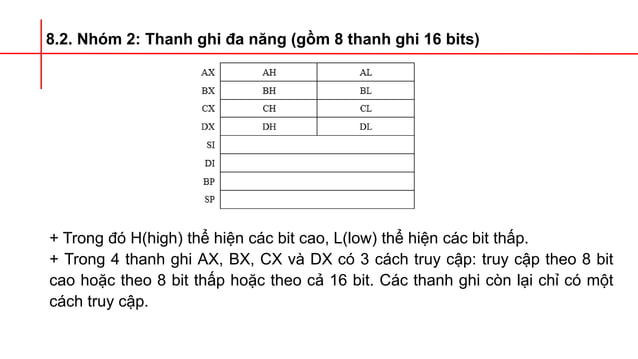 8.2. Nhóm 2: Thanh ghi đa năng (gồm 8 thanh ghi 16 bits)
AX AH AL
BX BH BL
CX CH CL
DX DH DL
SI
DI
BP
SP
+ Trong đó H(high) thể hiện các bit cao, L(low) thể hiện các bit thấp.
+ Trong 4 thanh ghi AX, BX, CX và DX có 3 cách truy cập: truy cập theo 8 bit
cao hoặc theo 8 bit thấp hoặc theo cả 16 bit. Các thanh ghi còn lại chỉ có một
cách truy cập.